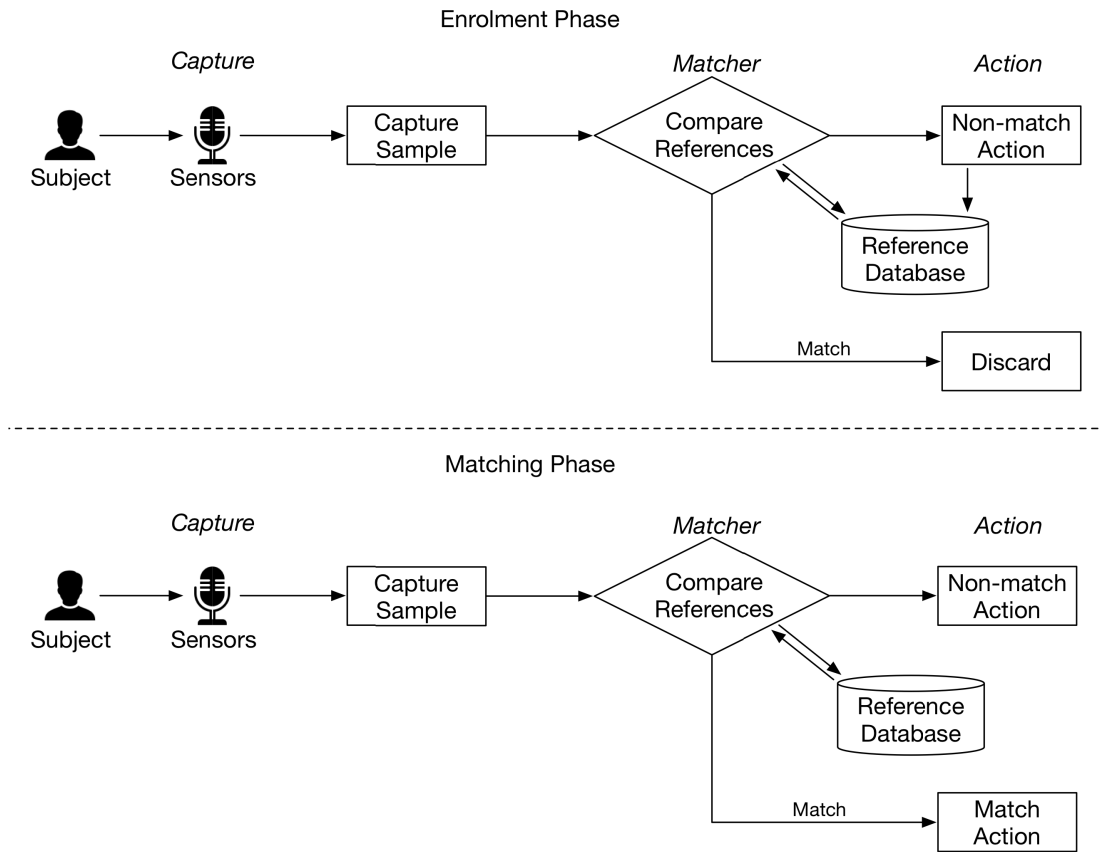 Enrolment Phase
Capture
Matcher
Action
Subject
Sensors
Capture
Sample
Compare
References
Non-match
Action
Reference
Database
Match
Discard
Matching Phase
Capture
Matcher
Action
Subject
Sensors
Capture
Sample
Compare
References
Non-match
Action
Reference
Database
Match
Match
Action